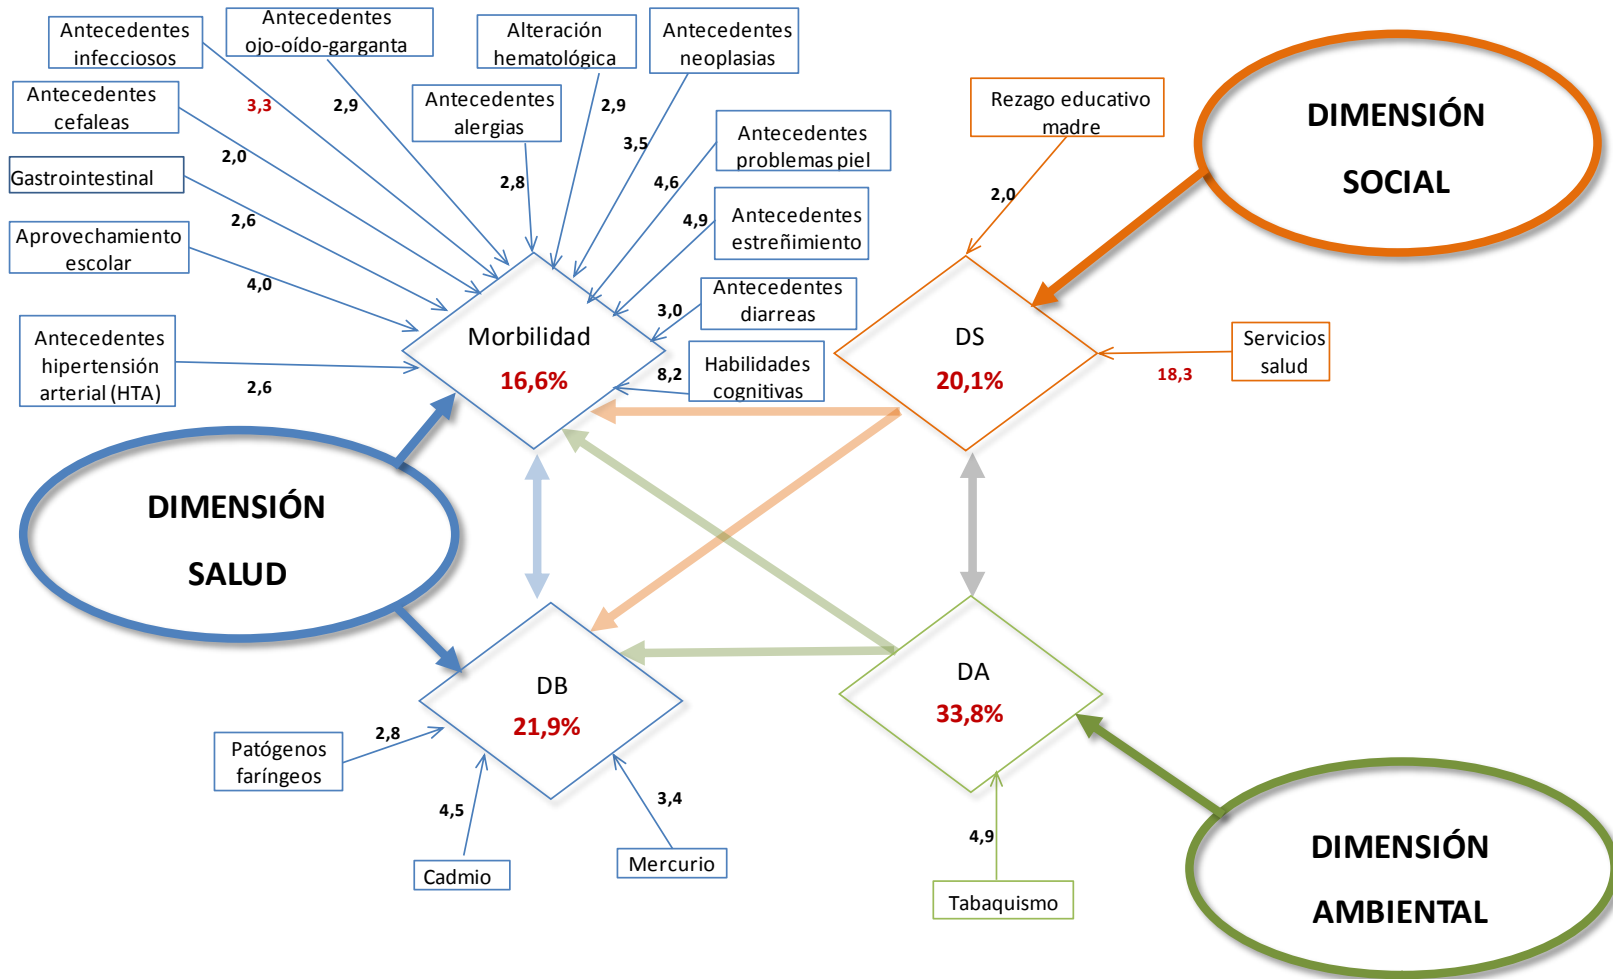 Antecedentes
infecciosos
Antecedentes
ojo-oído-garganta
Alteración
hematológica
Antecedentes
neoplasias
3,3
2,9
2,9
3,5
Antecedentes
cefaleas
2,0
Antecedentes
alergias
2,8
Antecedentes
problemas piel
4,6
Gastrointestinal
2,6
Antecedentes
estreñimiento
4,9
Aprovechamiento
escolar
4,0
Antecedentes
diarreas
3,0
Antecedentes
hipertensión
arterial (HTA)
2,6
Habilidades
cognitivas
8,2
Morbilidad
16,6%
Rezago educativo
madre
2,0
DIMENSIÓN
SOCIAL
DS
20,1%
Servicios
salud
18,3
DIMENSIÓN
SALUD
DB
21,9%
Patógenos
faríngeos
2,8
4,5
Cadmio
3,4
Mercurio
DA
33,8%
4,9
Tabaquismo
DIMENSIÓN
AMBIENTAL